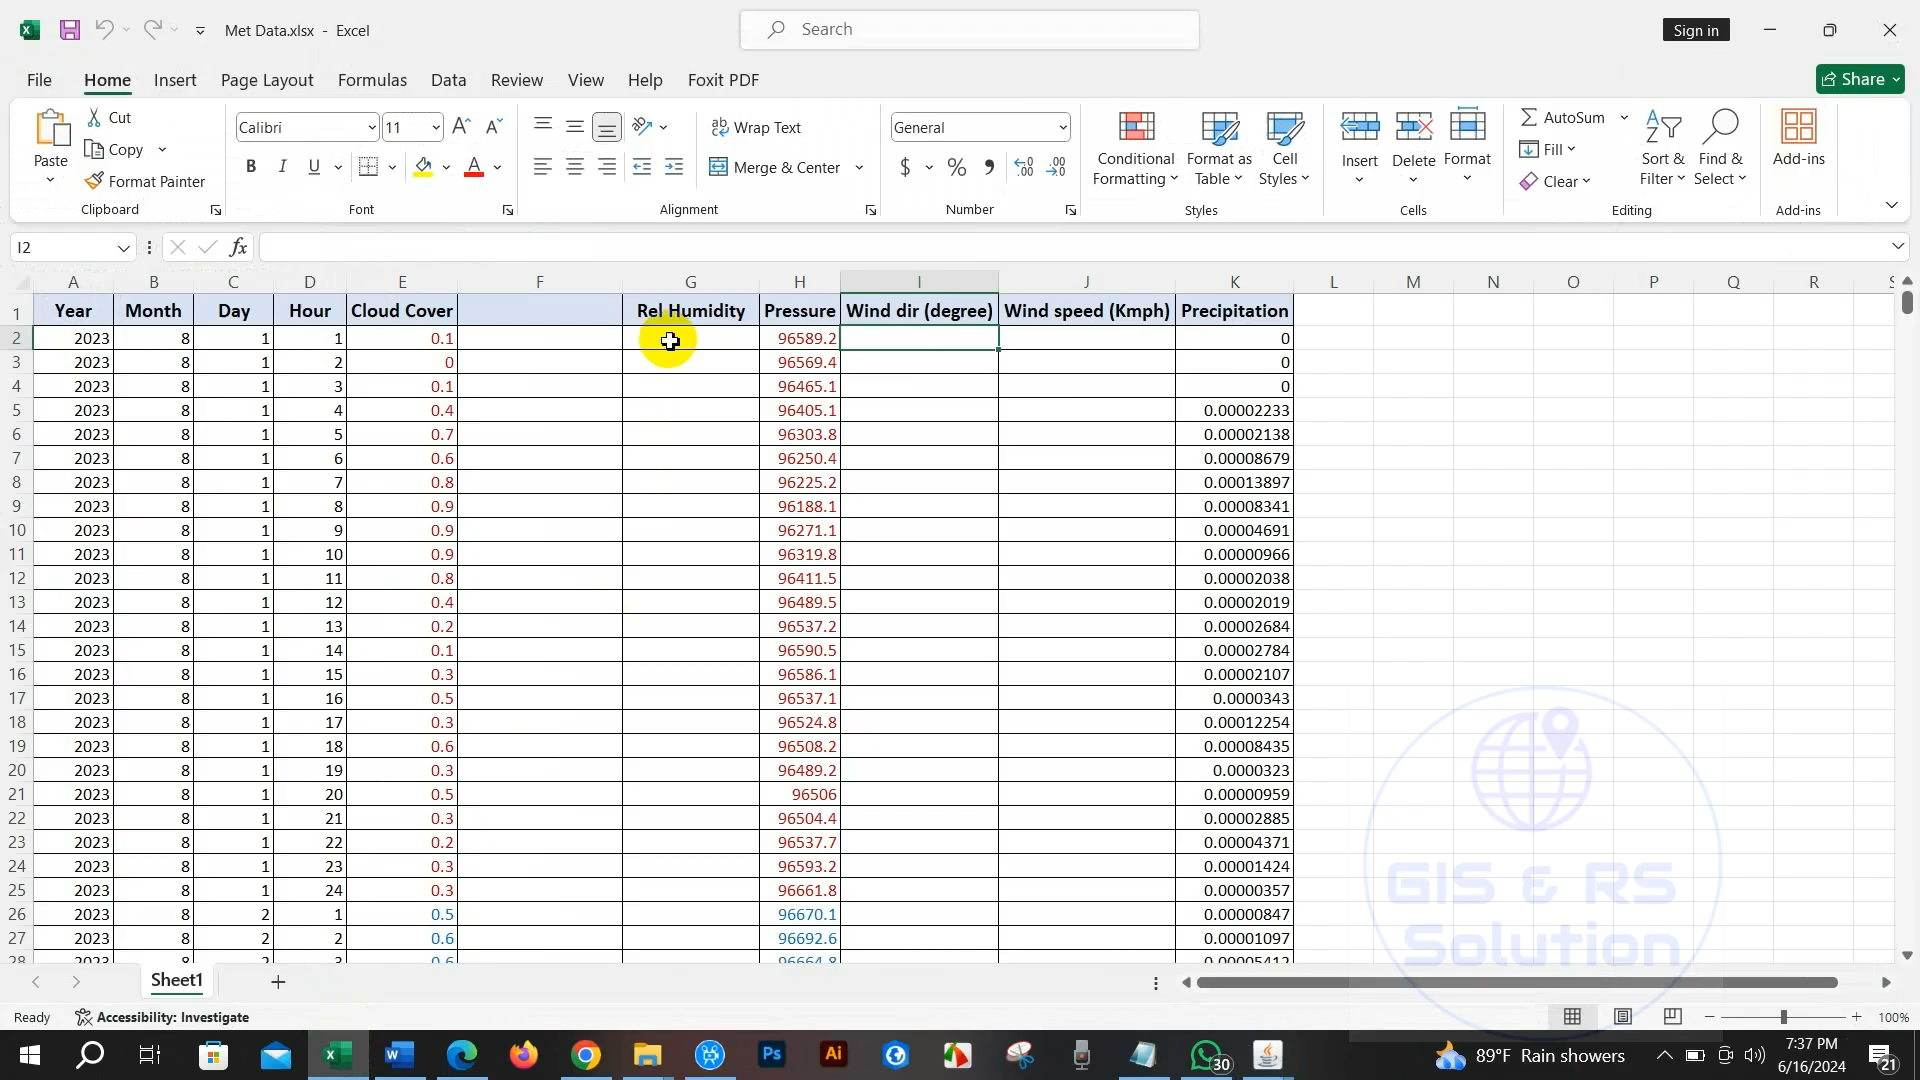 Met Data.xlsx - Excel
Search
Sign in
File Home Insert Page Layout Formulas Data Review View Help Foxit PDF
Share
Paste
Cut
Copy
Format Painter
Clipboard
Calibri 11
B I U
Font
Wrap Text
Merge & Center
Alignment
General
$ % ,
Number
Conditional Formatting
Format as Table
Cell Styles
Styles
Insert Delete Format
Cells
AutoSum
Fill
Clear
Sort & Filter
Find & Select
Editing
Add-ins
Add-ins
I2
fx
A B C D E F G H I J K L M N O P Q R S
1 Year Month Day Hour Cloud Cover Rel Humidity Pressure Wind dir (degree) Wind speed (Kmph) Precipitation
2 2023 8 1 1 0.1 96589.2 0
3 2023 8 1 2 0 96569.4 0
4 2023 8 1 3 0.1 96465.1 0
5 2023 8 1 4 0.4 96405.1 0.00002233
6 2023 8 1 5 0.7 96303.8 0.00002138
7 2023 8 1 6 0.6 96250.4 0.00008679
8 2023 8 1 7 0.8 96225.2 0.00013897
9 2023 8 1 8 0.9 96188.1 0.00008341
10 2023 8 1 9 0.9 96271.1 0.00004691
11 2023 8 1 10 0.9 96319.8 0.00000966
12 2023 8 1 11 0.8 96411.5 0.00002038
13 2023 8 1 12 0.4 96489.5 0.00002019
14 2023 8 1 13 0.2 96537.2 0.00002684
15 2023 8 1 14 0.1 96590.5 0.00002784
16 2023 8 1 15 0.3 96586.1 0.00002107
17 2023 8 1 16 0.5 96537.1 0.0000343
18 2023 8 1 17 0.3 96524.8 0.00012254
19 2023 8 1 18 0.6 96508.2 0.00008435
20 2023 8 1 19 0.3 96489.2 0.0000323
21 2023 8 1 20 0.5 96506 0.00000959
22 2023 8 1 21 0.3 96504.4 0.00002885
23 2023 8 1 22 0.2 96537.7 0.00004371
24 2023 8 1 23 0.3 96593.2 0.00001424
25 2023 8 1 24 0.3 96661.8 0.00000357
26 2023 8 2 1 0.5 96670.1 0.00000847
27 2023 8 2 2 0.6 96692.6 0.00001097
28 2023 8 2 3 0.6 96664.8 0.00005412
GIS & RS
Solution
Sheet1
Ready Accessibility: Investigate
100%
30
89°F Rain showers
7:37 PM
6/16/2024
21